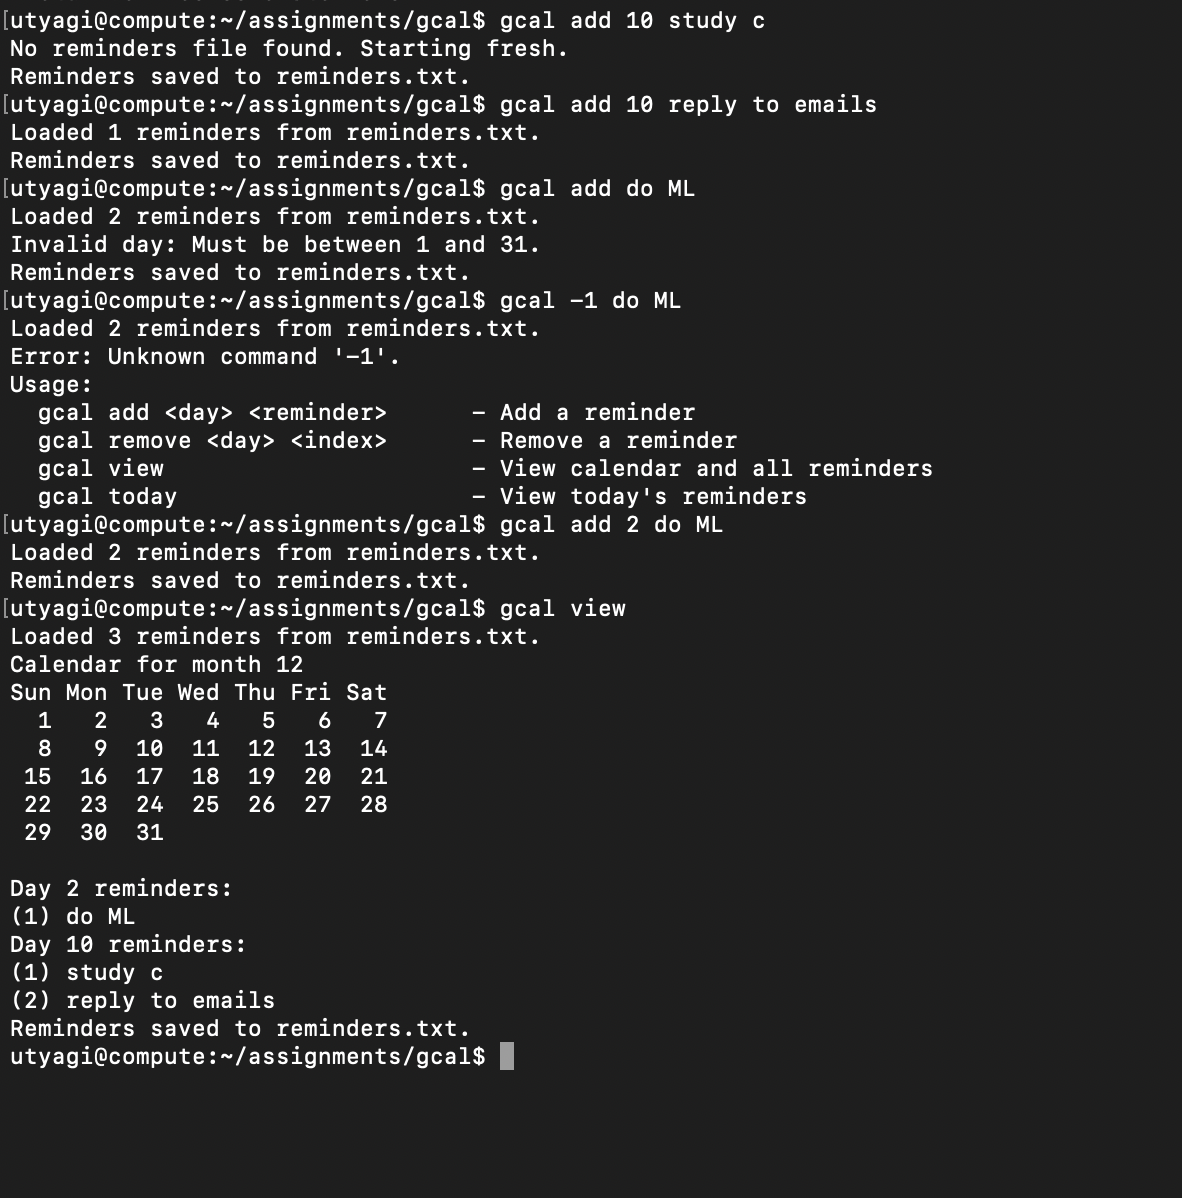 [utyagi@compute:~/assignments/gcal$ gcal add 10 study c
No reminders file found. Starting fresh.
Reminders saved to reminders.txt.
[utyagi@compute:~/assignments/gcal$ gcal add 10 reply to emails
Loaded 1 reminders from reminders.txt.
Reminders saved to reminders.txt.
[utyagi@compute:~/assignments/gcal$ gcal add do ML
Loaded 2 reminders from reminders.txt.
Invalid day: Must be between 1 and 31.
Reminders saved to reminders.txt.
[utyagi@compute:~/assignments/gcal$ gcal -1 do ML
Loaded 2 reminders from reminders.txt.
Error: Unknown command '-1'.
Usage:
  gcal add <day> <reminder>      - Add a reminder
  gcal remove <day> <index>      - Remove a reminder
  gcal view                      - View calendar and all reminders
  gcal today                     - View today's reminders
[utyagi@compute:~/assignments/gcal$ gcal add 2 do ML
Loaded 2 reminders from reminders.txt.
Reminders saved to reminders.txt.
[utyagi@compute:~/assignments/gcal$ gcal view
Loaded 3 reminders from reminders.txt.
Calendar for month 12
Sun Mon Tue Wed Thu Fri Sat
  1   2   3   4   5   6   7
  8   9  10  11  12  13  14
 15  16  17  18  19  20  21
 22  23  24  25  26  27  28
 29  30  31
Day 2 reminders:
(1) do ML
Day 10 reminders:
(1) study c
(2) reply to emails
Reminders saved to reminders.txt.
utyagi@compute:~/assignments/gcal$